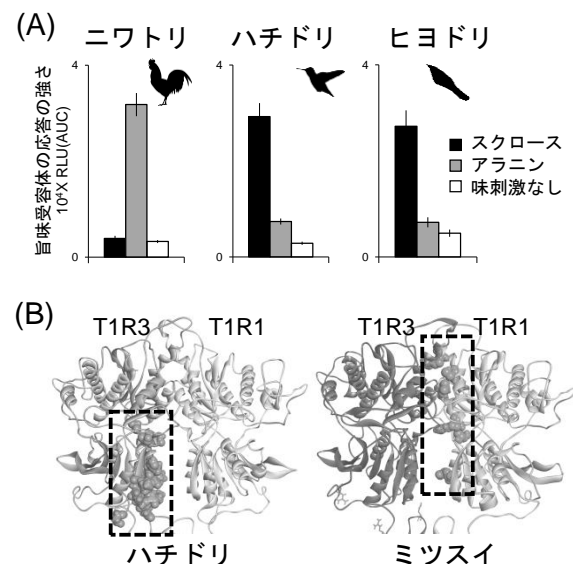 (A)
ニワトリ ハチドリ ヒヨドリ
旨味受容体の応答の強さ
10⁴X RLU(AUC)
4
0
4
0
4
0
スクロース
アラニン
味刺激なし
(B)
T1R3 T1R1 T1R3 T1R1
ハチドリ ミツスイ